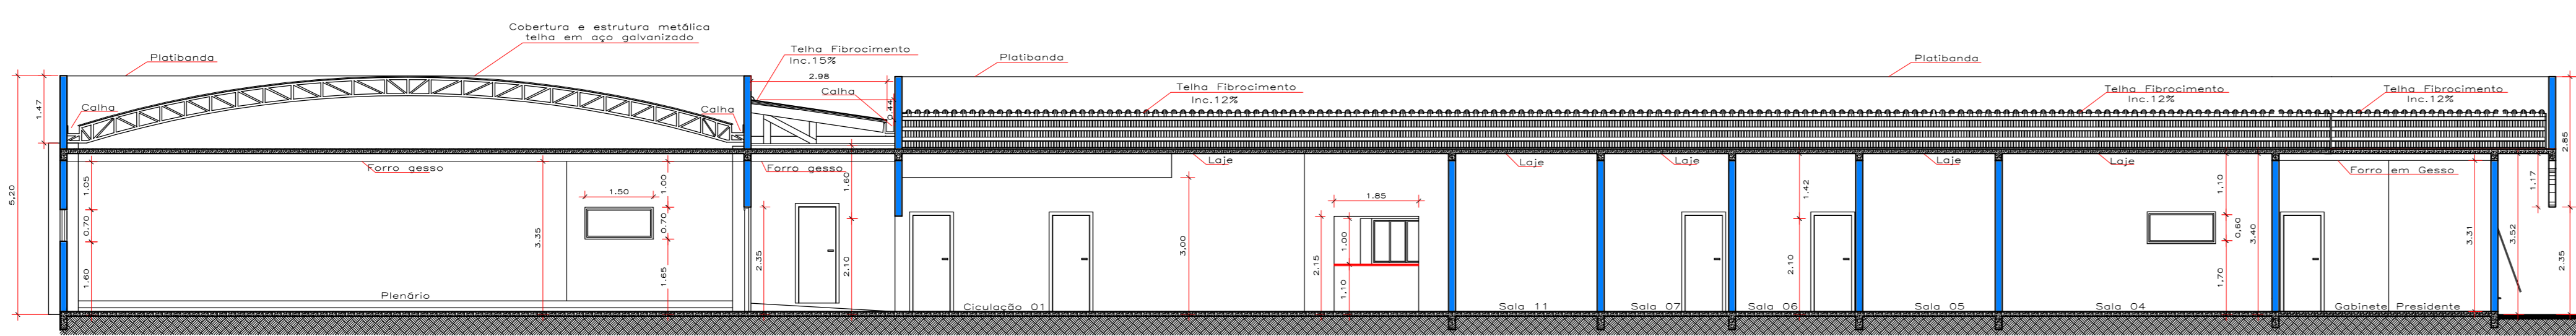 Cobertura e estrutura metálica
telha em aço galvanizado
Platibanda
Telha Fibrocimento
Inc.15%
2.98
Calha
Platibanda
Platibanda
Telha Fibrocimento
Inc.12%
Telha Fibrocimento
Inc.12%
Telha Fibrocimento
Inc.12%
Calha
Calha
0.44
1.47
5.20
2.85
Forro gesso
Forro gesso
Laje
Laje
Laje
Laje
Laje
Forro em Gesso
1.05
0.70
1.60
3.35
1.50
1.00
0.70
1.65
2.35
1.60
2.10
3.00
2.15
1.85
1.00
1.10
1.42
2.10
1.10
0.60
1.70
3.40
3.31
3.52
1.17
2.35
Plenário
Ciculação 01
Sala 11
Sala 07
Sala 06
Sala 05
Sala 04
Gabinete Presidente